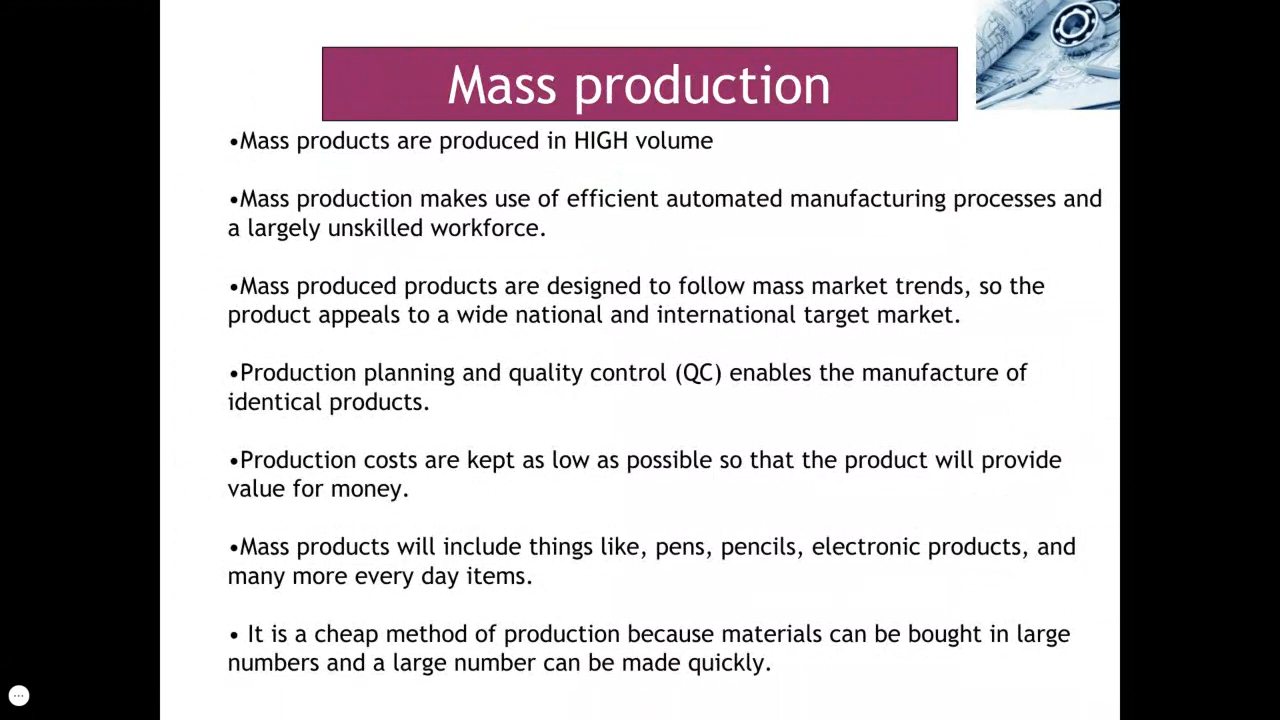 Mass production
•Mass products are produced in HIGH volume
•Mass production makes use of efficient automated manufacturing processes and
a largely unskilled workforce.
•Mass produced products are designed to follow mass market trends, so the
product appeals to a wide national and international target market.
•Production planning and quality control (QC) enables the manufacture of
identical products.
•Production costs are kept as low as possible so that the product will provide
value for money.
•Mass products will include things like, pens, pencils, electronic products, and
many more every day items.
• It is a cheap method of production because materials can be bought in large
numbers and a large number can be made quickly.